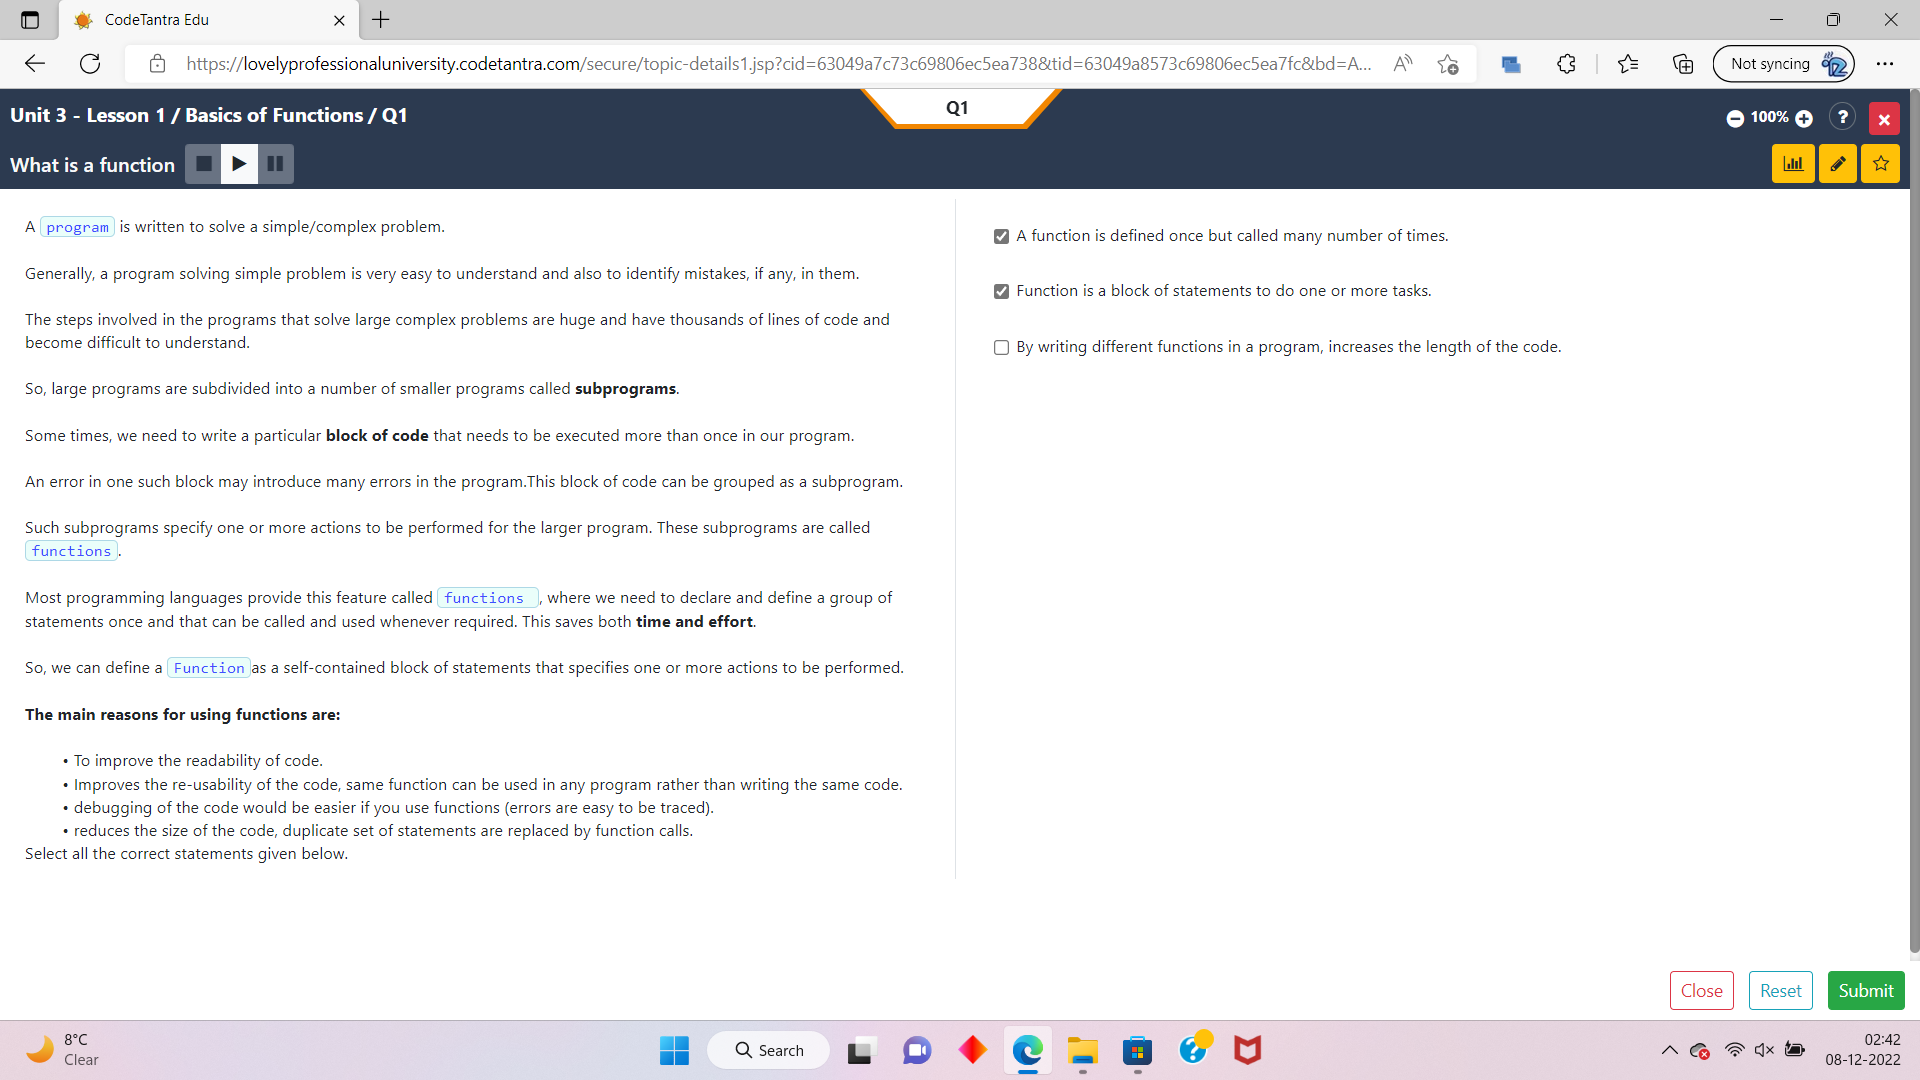 CodeTantra Edu
https://lovelyprofessionaluniversity.codetantra.com/secure/topic-details1.jsp?cid=63049a7c73c69806ec5ea738&tid=63049a8573c69806ec5ea7fc&bd=A...
Not syncing
Unit 3 - Lesson 1 / Basics of Functions / Q1
Q1
100%
?
What is a function
A program is written to solve a simple/complex problem.
Generally, a program solving simple problem is very easy to understand and also to identify mistakes, if any, in them.
The steps involved in the programs that solve large complex problems are huge and have thousands of lines of code and
become difficult to understand.
So, large programs are subdivided into a number of smaller programs called subprograms.
Some times, we need to write a particular block of code that needs to be executed more than once in our program.
An error in one such block may introduce many errors in the program.This block of code can be grouped as a subprogram.
Such subprograms specify one or more actions to be performed for the larger program. These subprograms are called
functions.
Most programming languages provide this feature called functions , where we need to declare and define a group of
statements once and that can be called and used whenever required. This saves both time and effort.
So, we can define a Function as a self-contained block of statements that specifies one or more actions to be performed.
The main reasons for using functions are:
• To improve the readability of code.
• Improves the re-usability of the code, same function can be used in any program rather than writing the same code.
• debugging of the code would be easier if you use functions (errors are easy to be traced).
• reduces the size of the code, duplicate set of statements are replaced by function calls.
Select all the correct statements given below.
A function is defined once but called many number of times.
Function is a block of statements to do one or more tasks.
By writing different functions in a program, increases the length of the code.
Close
Reset
Submit
8°C
Clear
Search
02:42
08-12-2022